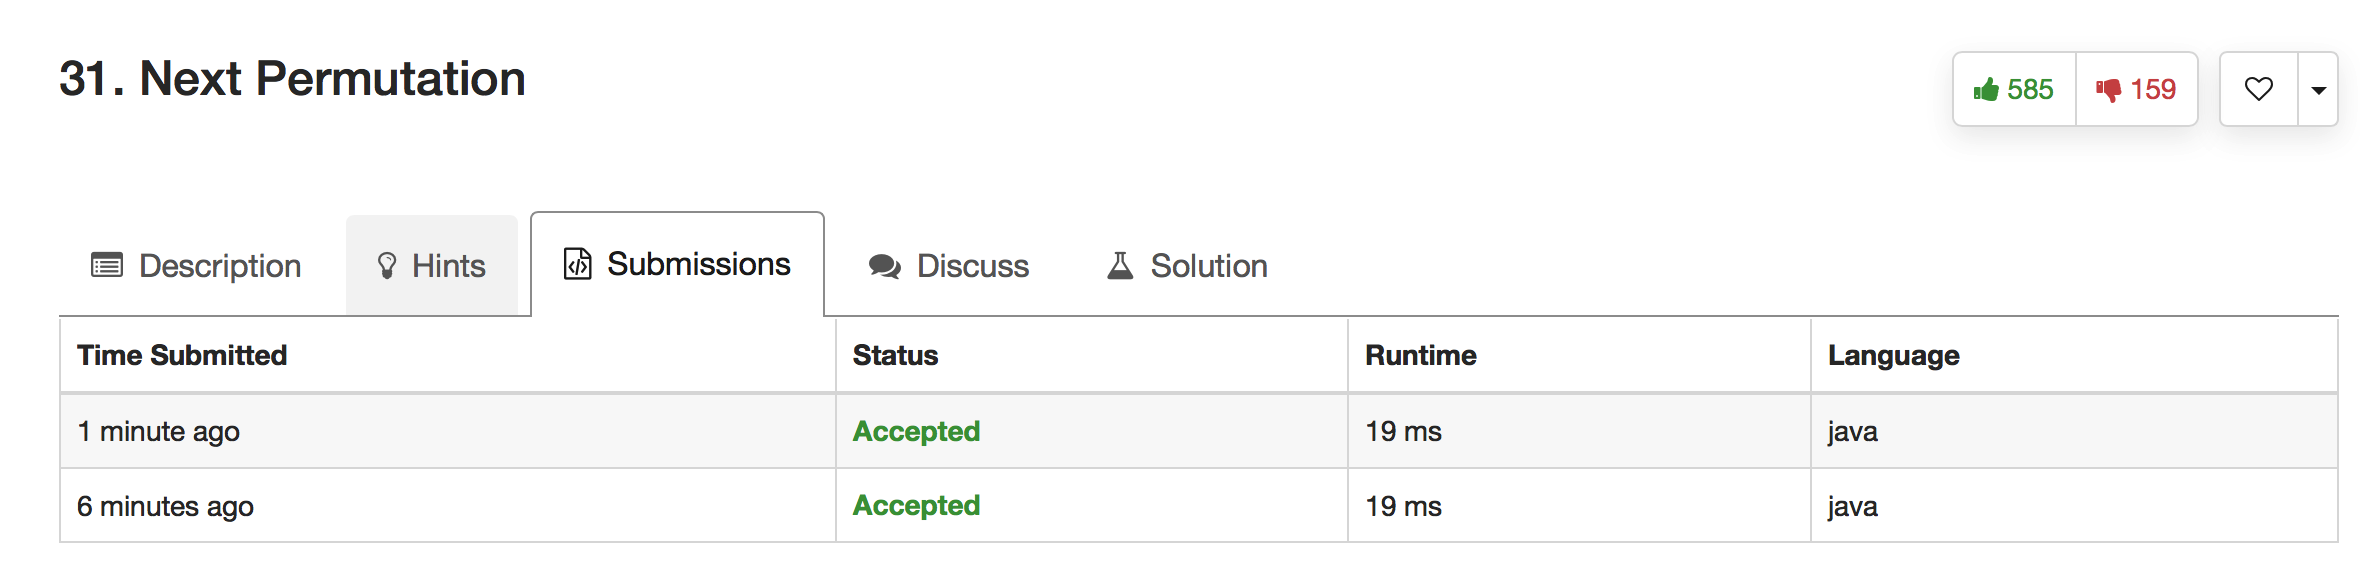 31. Next Permutation
585 159
Description Hints Submissions Discuss Solution
Time Submitted Status Runtime Language
1 minute ago Accepted 19 ms java
6 minutes ago Accepted 19 ms java